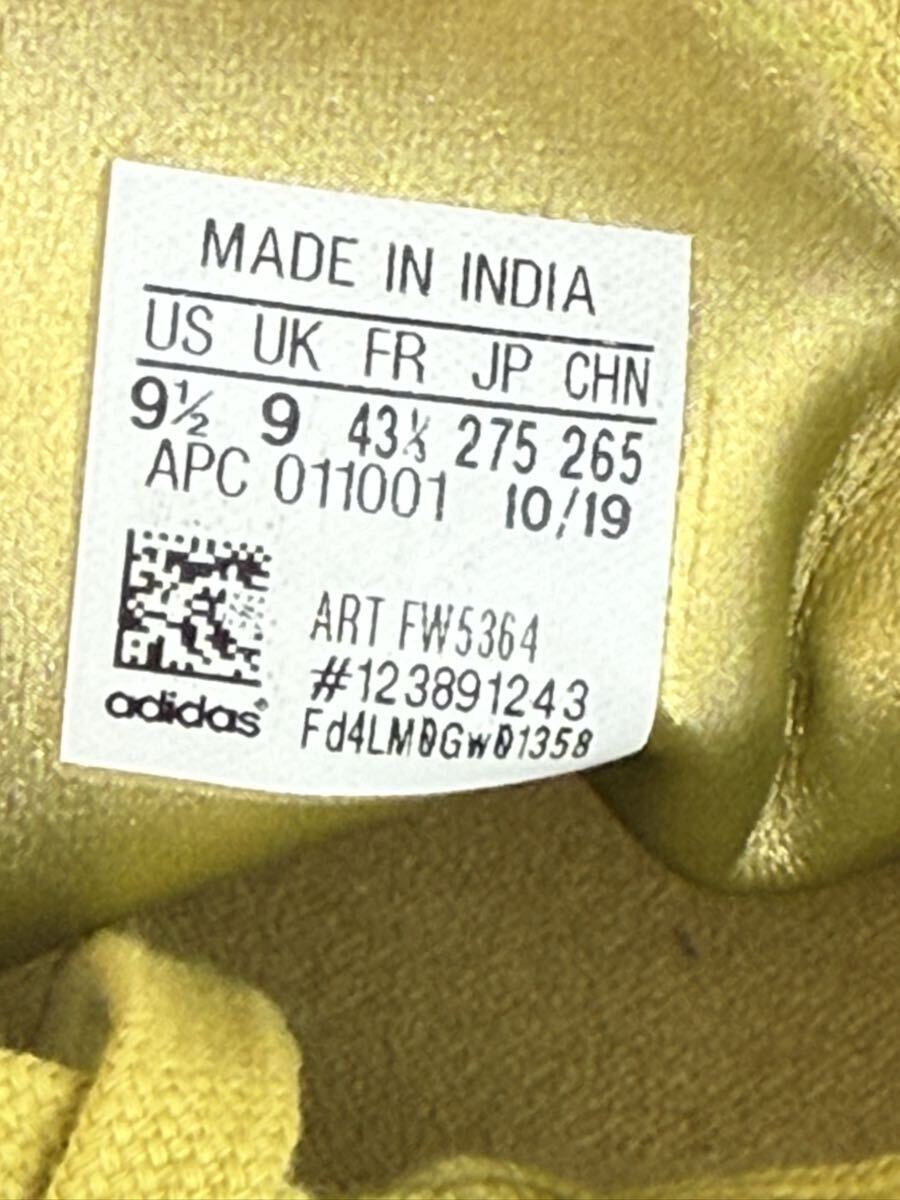 MADE IN INDIA
US UK FR JP CHN
9½ 9 43⅓ 275 265
APC 011001 10/19
ART FW5364
#123891243
adidas
Fd4LM0Gw01358